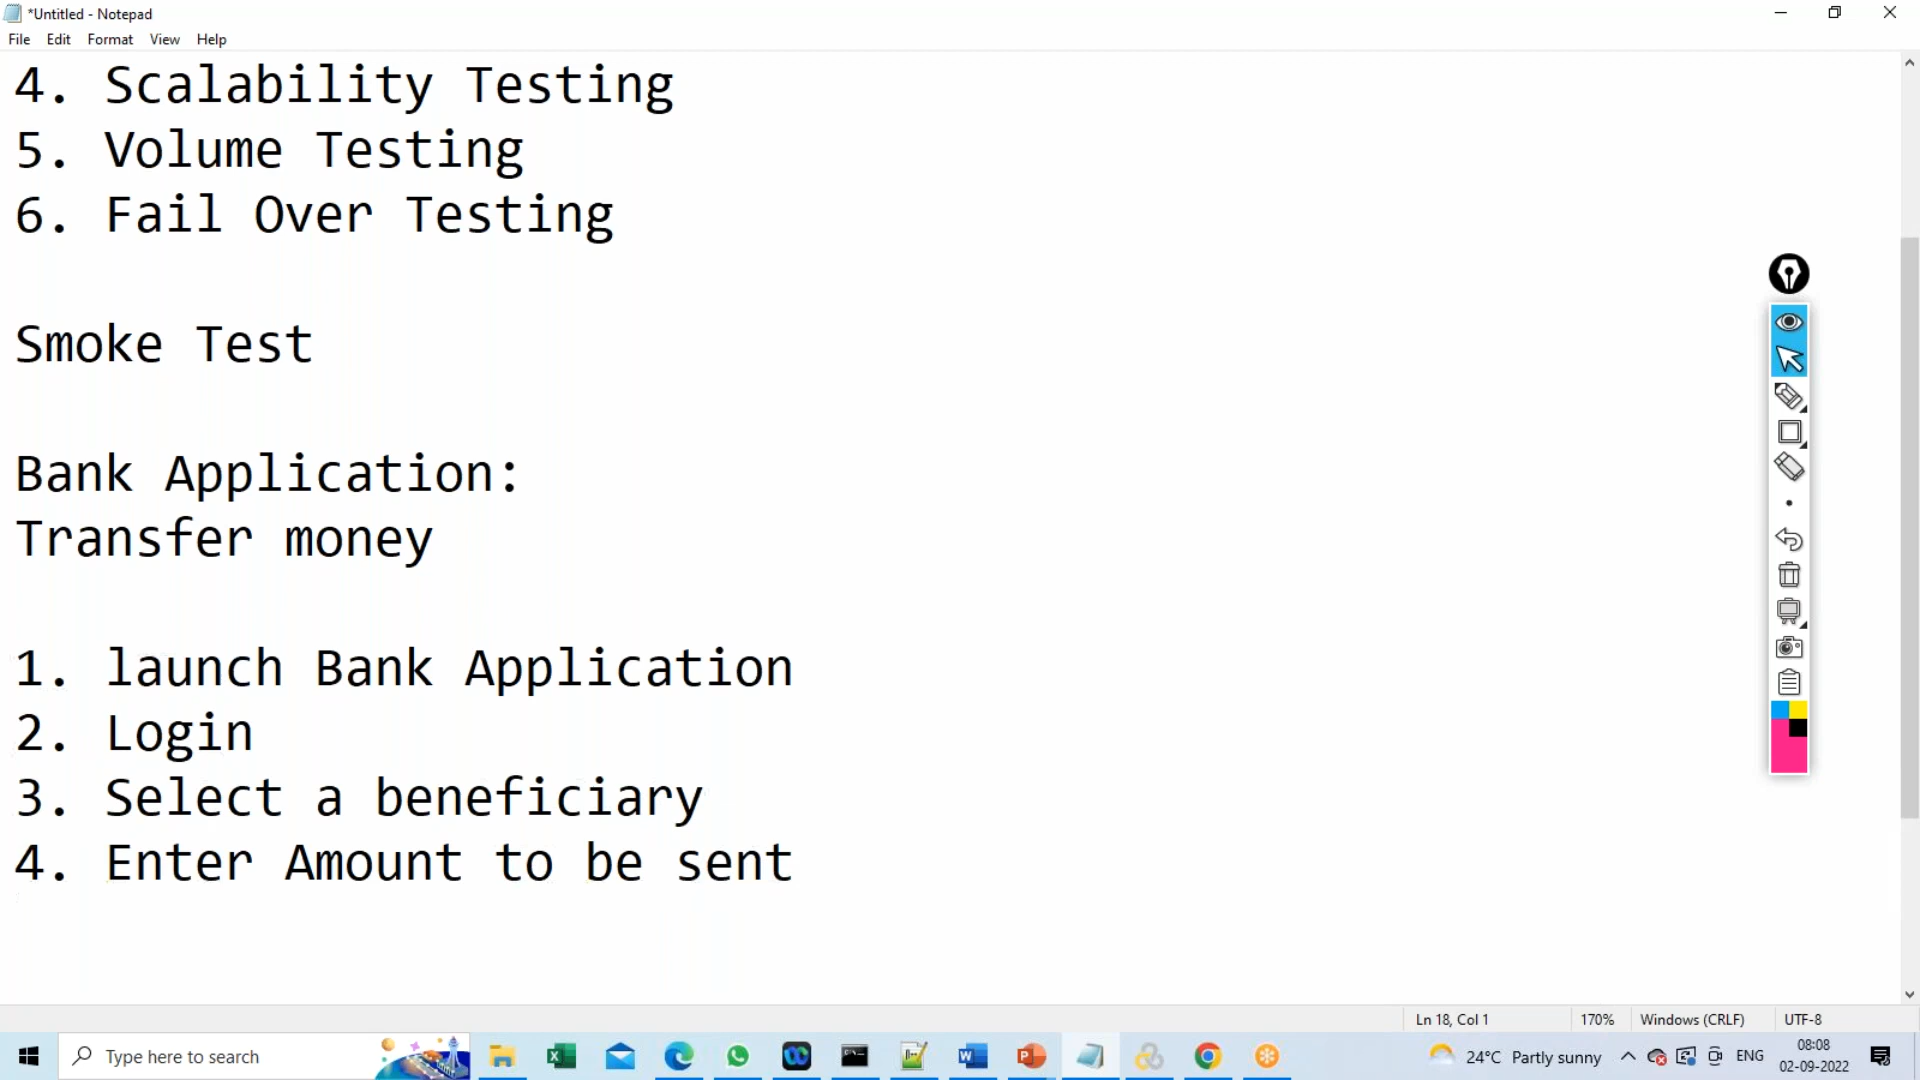 *Untitled - Notepad
File Edit Format View Help
4. Scalability Testing
5. Volume Testing
6. Fail Over Testing
Smoke Test
Bank Application:
Transfer money
1. launch Bank Application
2. Login
3. Select a beneficiary
4. Enter Amount to be sent
Ln 18, Col 1 170% Windows (CRLF) UTF-8
Type here to search 24°C Partly sunny ENG 08:08
02-09-2022